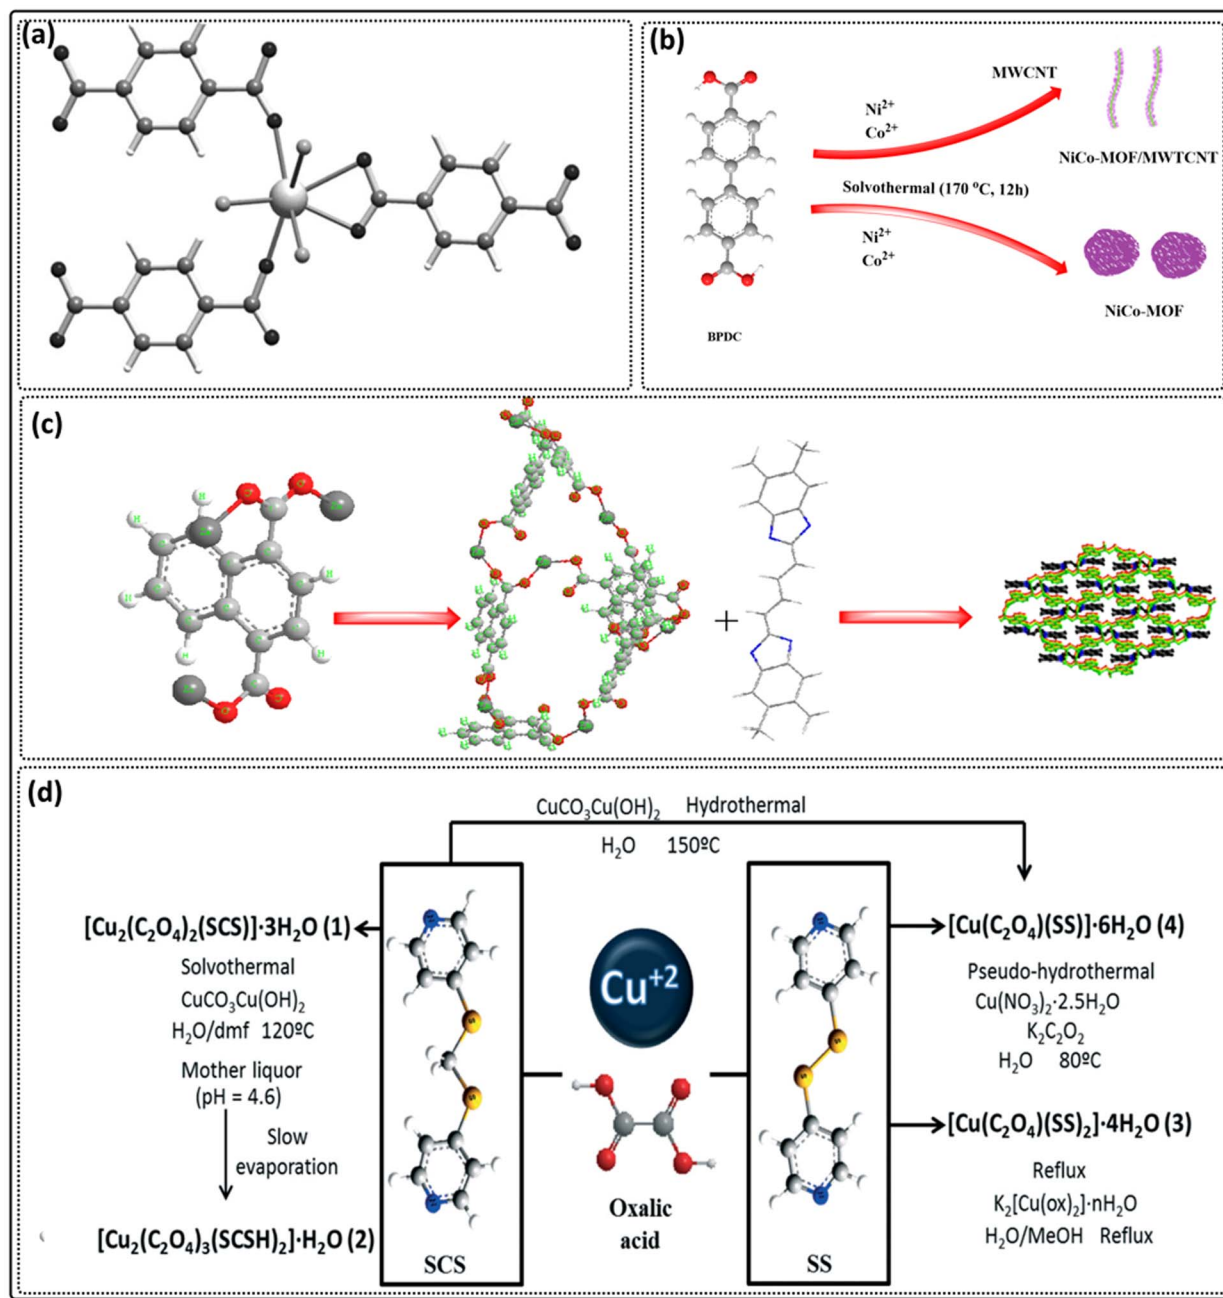 (a)
(b)
MWCNT
Ni²⁺
Co²⁺
NiCo-MOF/MWTCNT
Solvothermal (170 °C, 12h)
Ni²⁺
Co²⁺
NiCo-MOF
BPDC
(c)
+
(d)
CuCO₃Cu(OH)₂ Hydrothermal
H₂O 150ºC
[Cu₂(C₂O₄)₂(SCS)]·3H₂O (1)
Solvothermal
CuCO₃Cu(OH)₂
H₂O/dmf 120ºC
Mother liquor
(pH = 4.6)
Slow
evaporation
[Cu₂(C₂O₄)₃(SCSH)₂]·H₂O (2)
SCS
Cu⁺²
Oxalic
acid
SS
[Cu(C₂O₄)(SS)]·6H₂O (4)
Pseudo-hydrothermal
Cu(NO₃)₂·2.5H₂O
K₂C₂O₂
H₂O 80ºC
[Cu(C₂O₄)(SS)₂]·4H₂O (3)
Reflux
K₂[Cu(ox)₂]·nH₂O
H₂O/MeOH Reflux